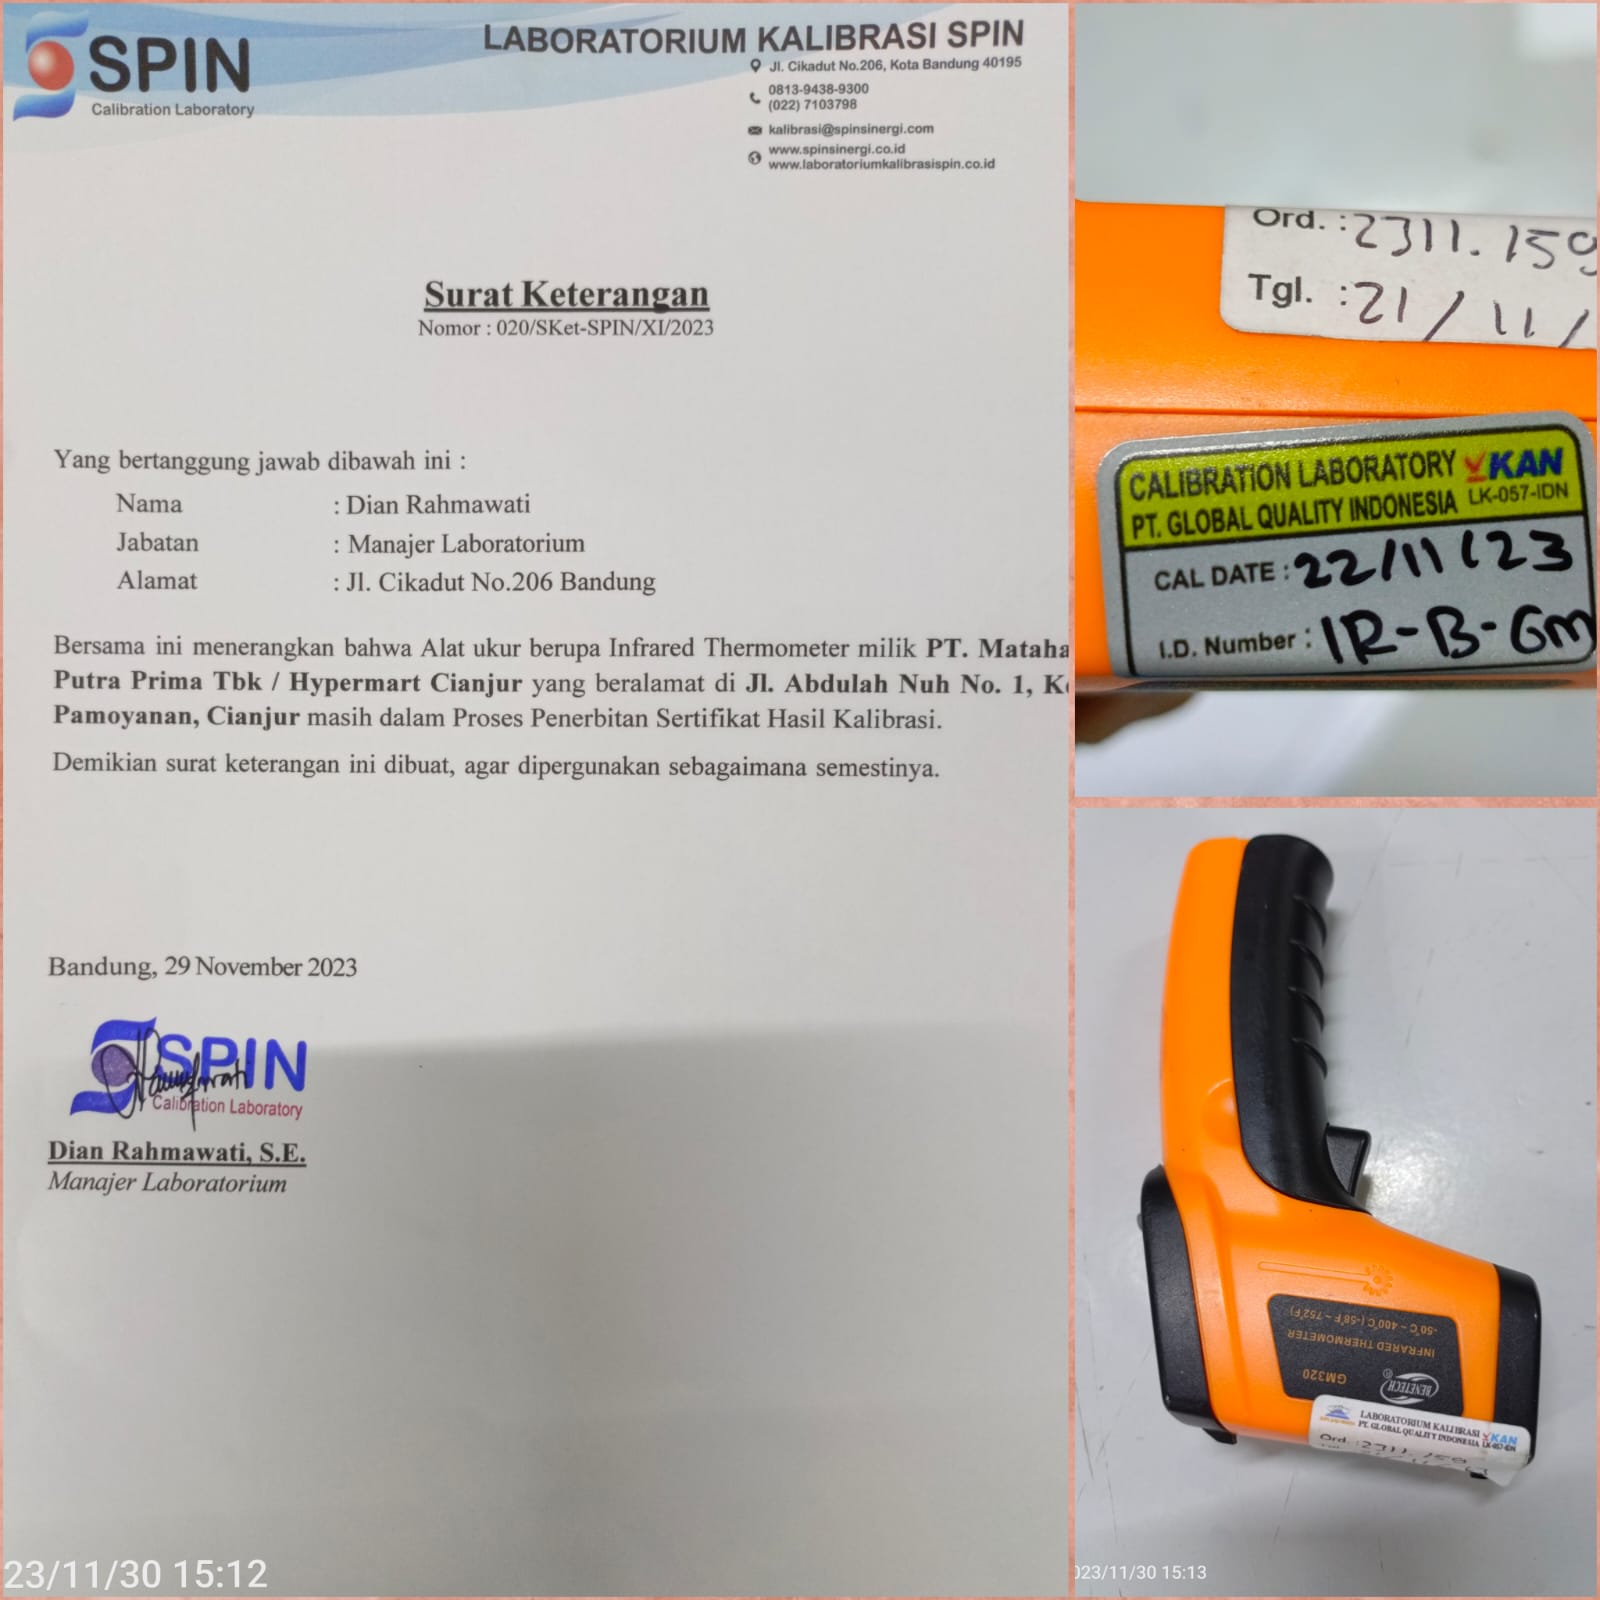 SPIN
Calibration Laboratory
LABORATORIUM KALIBRASI SPIN
Jl. Cikadut No.206, Kota Bandung 40195
0813-9438-9300
(022) 7103798
kalibrasi@spinsinergi.com
www.spinsinergi.co.id
www.laboratoriumkalibrasispin.co.id
Surat Keterangan
Nomor : 020/SKet-SPIN/XI/2023
Yang bertanggung jawab dibawah ini :
Nama : Dian Rahmawati
Jabatan : Manajer Laboratorium
Alamat : Jl. Cikadut No.206 Bandung
Bersama ini menerangkan bahwa Alat ukur berupa Infrared Thermometer milik PT. Mataha
Putra Prima Tbk / Hypermart Cianjur yang beralamat di Jl. Abdulah Nuh No. 1, Ke
Pamoyanan, Cianjur masih dalam Proses Penerbitan Sertifikat Hasil Kalibrasi.
Demikian surat keterangan ini dibuat, agar dipergunakan sebagaimana semestinya.
Bandung, 29 November 2023
SPIN
Calibration Laboratory
Dian Rahmawati, S.E.
Manajer Laboratorium
23/11/30 15:12
Ord. : 2311.159
Tgl. : 21/11/
CALIBRATION LABORATORY KAN
PT. GLOBAL QUALITY INDONESIA LK-057-IDN
CAL DATE : 22/11/23
I.D. Number : IR-B-GM
BENETECH
GM320
INFRARED THERMOMETER
-50°C ~ 400°C (-58°F ~ 752°F)
LABORATORIUM KALIBRASI KAN
PT. GLOBAL QUALITY INDONESIA LK-057-IDN
Ord. : 2311.159
023/11/30 15:13